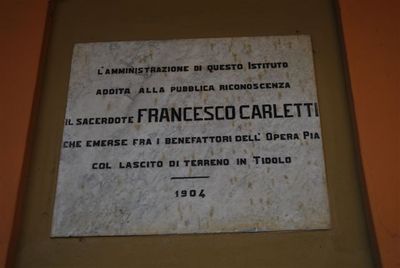 L'AMMINISTRAZIONE DI QUESTO ISTITUTO
ADDITA ALLA PUBBLICA RICONOSCENZA
IL SACERDOTE FRANCESCO CARLETTI
CHE EMERSE FRA I BENEFATTORI DELL'OPERA PIA
COL LASCITO DI TERRENO IN TIDOLO
1904